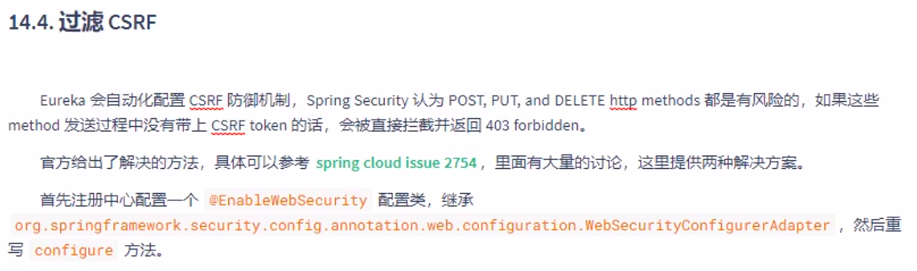 14.4. 过滤 CSRF
Eureka 会自动化配置 CSRF 防御机制，Spring Security 认为 POST, PUT, and DELETE http methods 都是有风险的，如果这些
method 发送过程中没有带上 CSRF token 的话，会被直接拦截并返回 403 forbidden。
官方给出了解决的方法，具体可以参考 spring cloud issue 2754，里面有大量的讨论，这里提供两种解决方案。
首先注册中心配置一个 @EnableWebSecurity 配置类，继承
org.springframework.security.config.annotation.web.configuration.WebSecurityConfigurerAdapter，然后重
写 configure 方法。